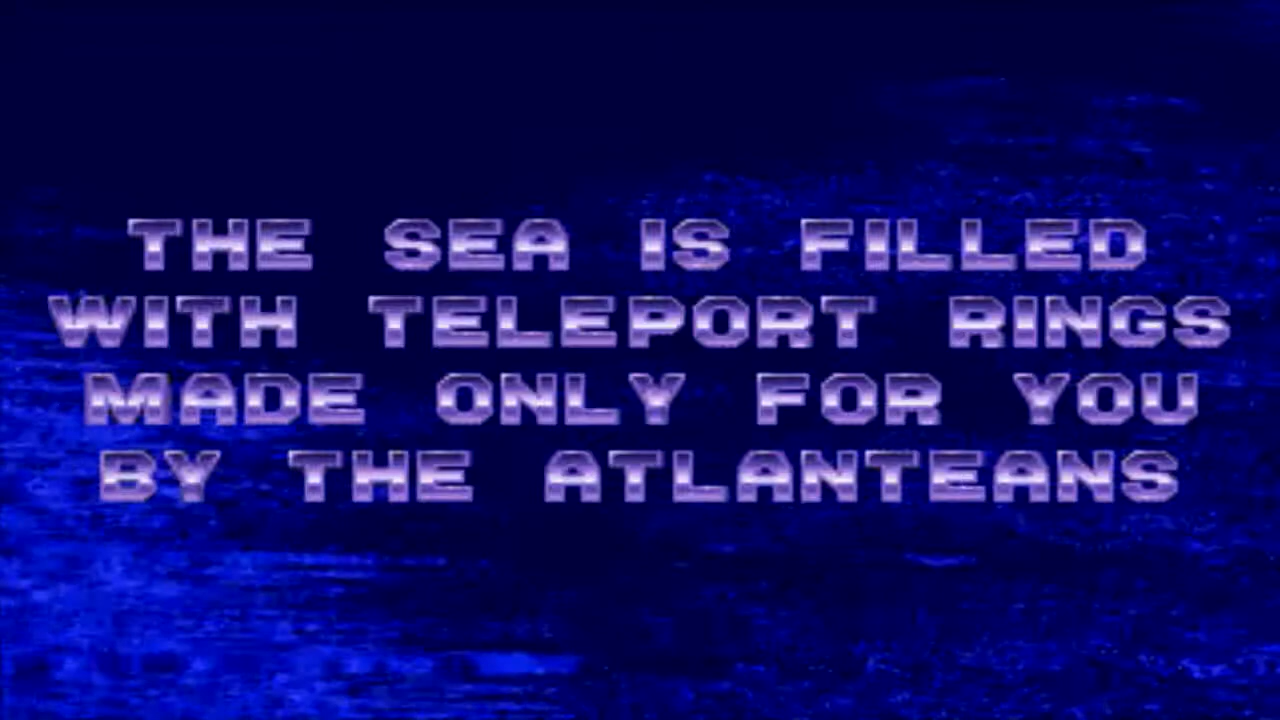 THE SEA IS FILLED
WITH TELEPORT RINGS
MADE ONLY FOR YOU
BY THE ATLANTEANS